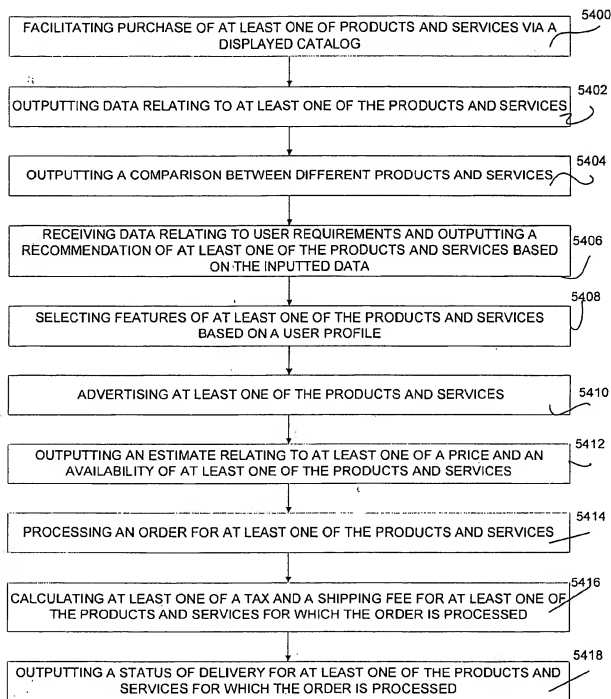 5400
FACILITATING PURCHASE OF AT LEAST ONE OF PRODUCTS AND SERVICES VIA A
DISPLAYED CATALOG
5402
OUTPUTTING DATA RELATING TO AT LEAST ONE OF THE PRODUCTS AND SERVICES
5404
OUTPUTTING A COMPARISON BETWEEN DIFFERENT PRODUCTS AND SERVICES
RECEIVING DATA RELATING TO USER REQUIREMENTS AND OUTPUTTING A
RECOMMENDATION OF AT LEAST ONE OF THE PRODUCTS AND SERVICES BASED
ON THE INPUTTED DATA
5406
5408
SELECTING FEATURES OF AT LEAST ONE OF THE PRODUCTS AND SERVICES
BASED ON A USER PROFILE
ADVERTISING AT LEAST ONE OF THE PRODUCTS AND SERVICES
5410
5412
OUTPUTTING AN ESTIMATE RELATING TO AT LEAST ONE OF A PRICE AND AN
AVAILABILITY OF AT LEAST ONE OF THE PRODUCTS AND SERVICES
5414
PROCESSING AN ORDER FOR AT LEAST ONE OF THE PRODUCTS AND SERVICES
5416
CALCULATING AT LEAST ONE OF A TAX AND A SHIPPING FEE FOR AT LEAST ONE OF
THE PRODUCTS AND SERVICES FOR WHICH THE ORDER IS PROCESSED
5418
OUTPUTTING A STATUS OF DELIVERY FOR AT LEAST ONE OF THE PRODUCTS AND
SERVICES FOR WHICH THE ORDER IS PROCESSED